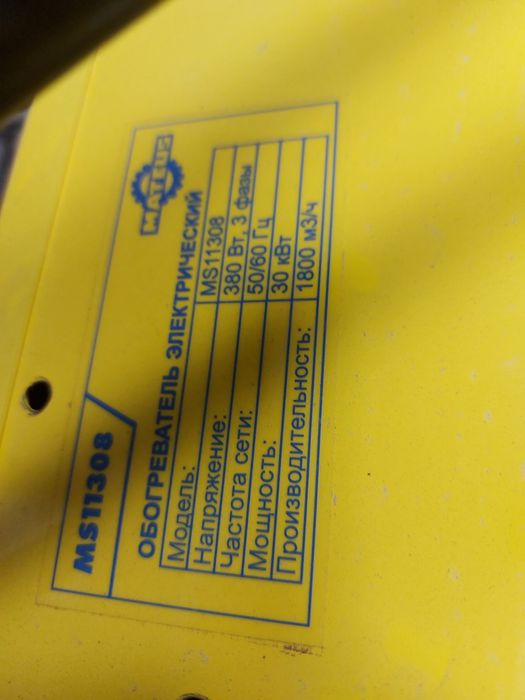 MS11308
MATEUS
ОБОГРЕВАТЕЛЬ ЭЛЕКТРИЧЕСКИЙ
Модель: MS11308
Напряжение: 380 Вт, 3 фазы
Частота сети: 50/60 Гц
Мощность: 30 кВт
Производительность: 1800 м3/ч